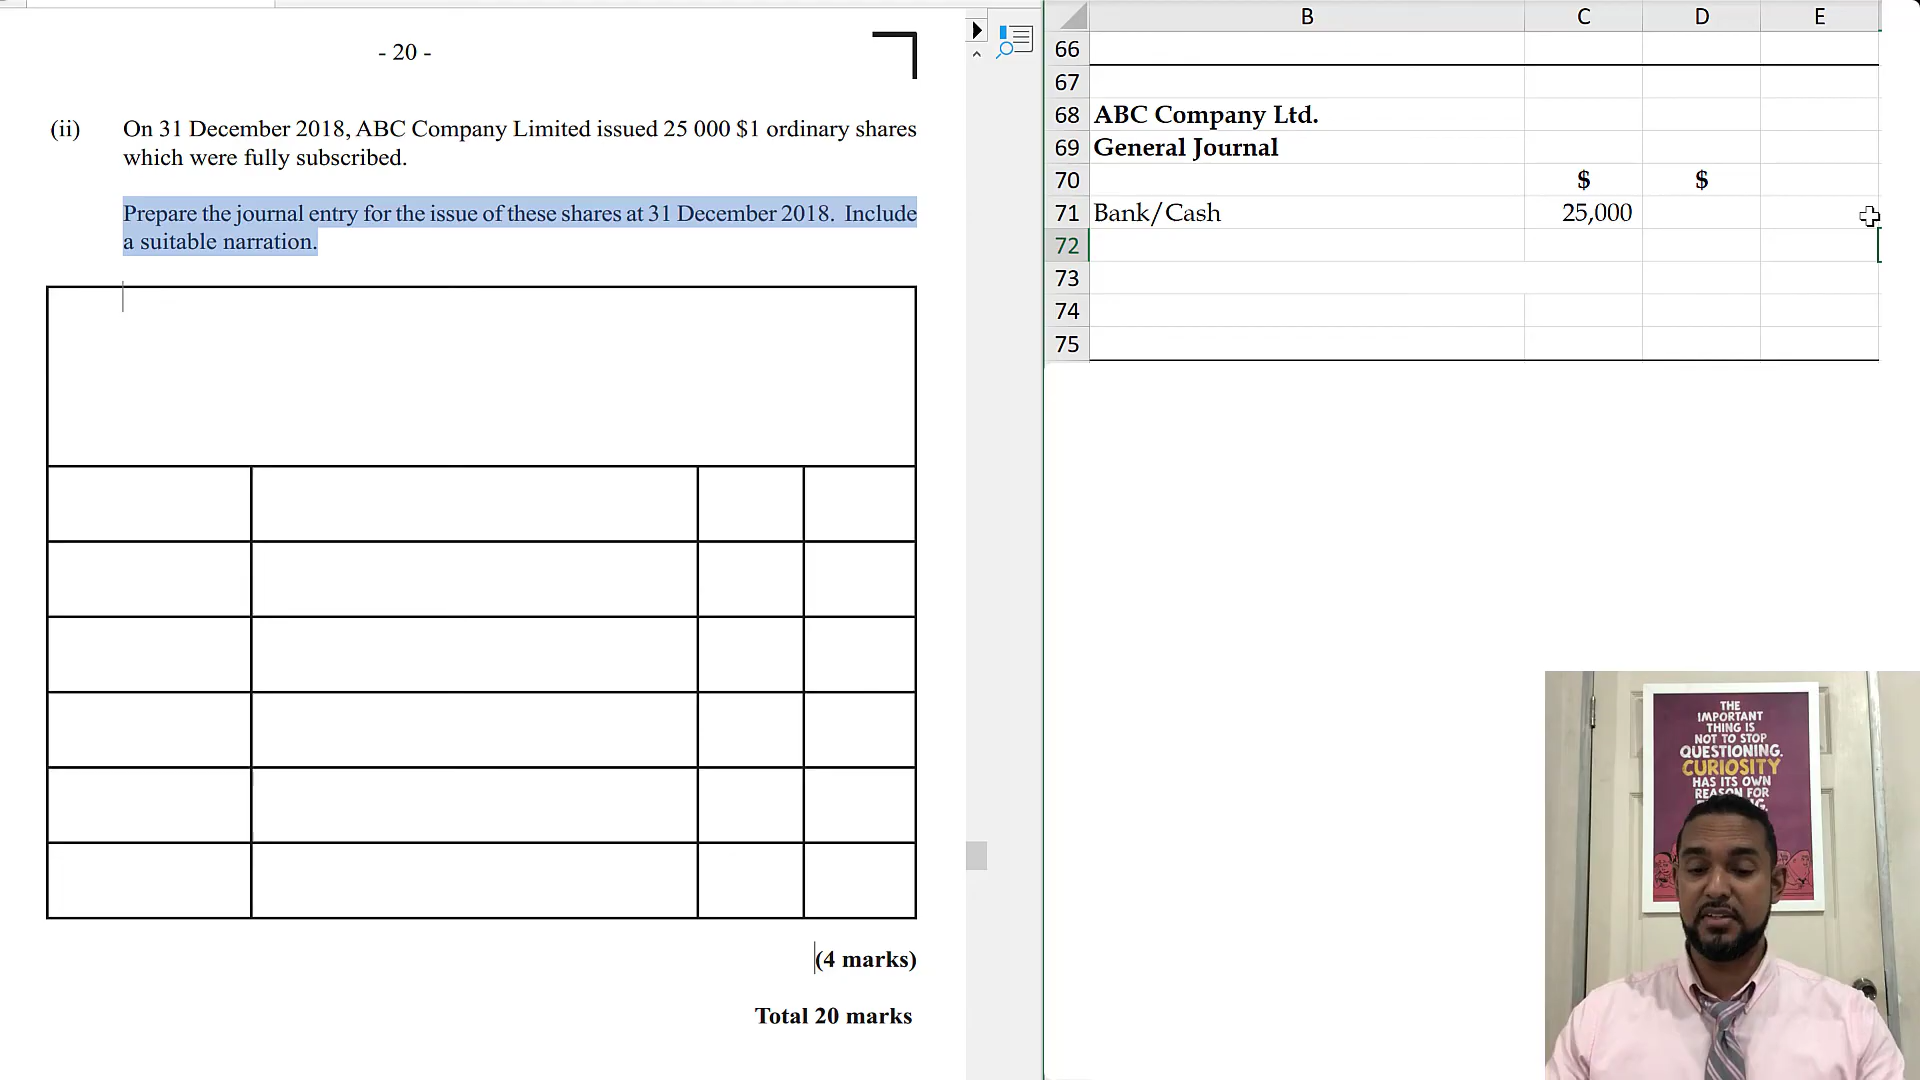 - 20 -
(ii) On 31 December 2018, ABC Company Limited issued 25 000 $1 ordinary shares
which were fully subscribed.
Prepare the journal entry for the issue of these shares at 31 December 2018. Include
a suitable narration.
(4 marks)
Total 20 marks
B C D E
66
67
68 ABC Company Ltd.
69 General Journal
70 $ $
71 Bank/Cash 25,000
72
73
74
75
THE
IMPORTANT
THING IS
NOT TO STOP
QUESTIONING.
CURIOSITY
HAS ITS OWN
REASON FOR